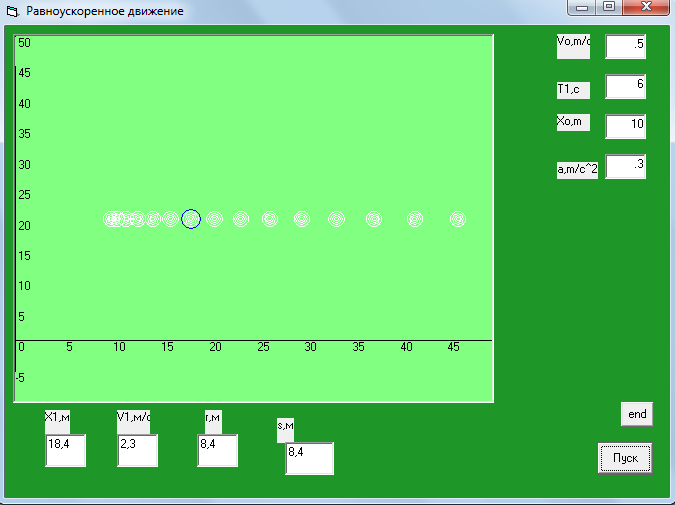 Равноускоренное движение
50
45
40
35
30
25
20
15
10
5
0 5 10 15 20 25 30 35 40 45
-5
Vo,m/c .5
T1,c 6
Xo,m 10
a,m/c^2 .3
X1,м V1,м/с r,м s,м
18,4 2,3 8,4 8,4
end
Пуск